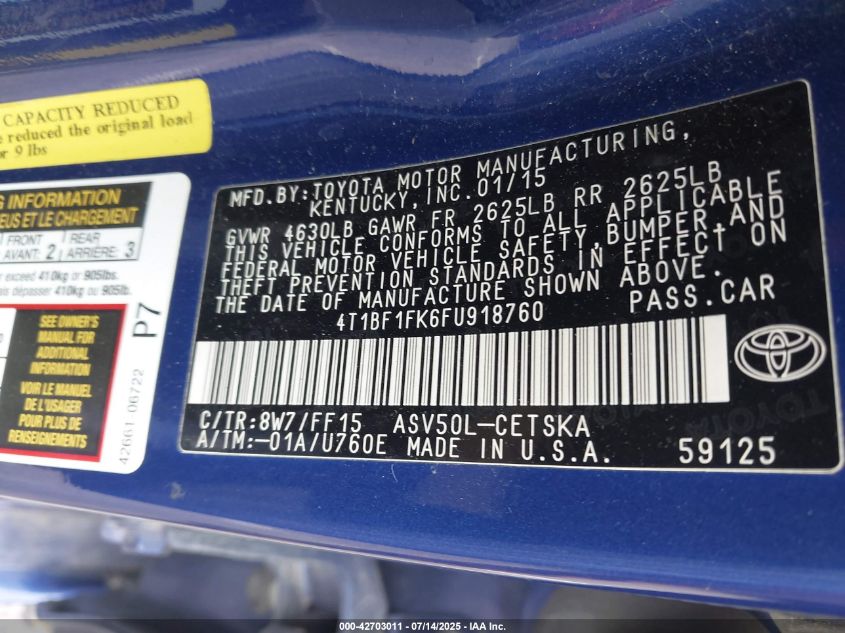 CAPACITY REDUCED
reduced the original load
or 9 lbs
G INFORMATION
EUS ET LE CHARGEMENT
FRONT
AVANT: 2
REAR
ARRIÈRE: 3
exceed 410kg or 905lbs.
ais dépasser 410kg ou 905lb.
SEE OWNER'S
MANUAL FOR
ADDITIONAL
INFORMATION
VOIR LE MANUEL
DE L'USAGER
POUR PLUS DE
RENSEIGNEMENTS
P7
42661-06722
MFD.BY:TOYOTA MOTOR MANUFACTURING,
KENTUCKY,INC.01/15
GVWR 4630LB GAWR FR 2625LB RR 2625LB
THIS VEHICLE CONFORMS TO ALL APPLICABLE
FEDERAL MOTOR VEHICLE SAFETY,BUMPER,AND
THEFT PREVENTION STANDARDS IN EFFECT ON
THE DATE OF MANUFACTURE SHOWN ABOVE.
4T1BF1FK6FU918760 PASS.CAR
C/TR:8W7/FF15 ASV50L-CETSKA
A/TM:-01A/U760E MADE IN U.S.A. 59125
000-42703011 | 07/14/2025 | IAA Inc.